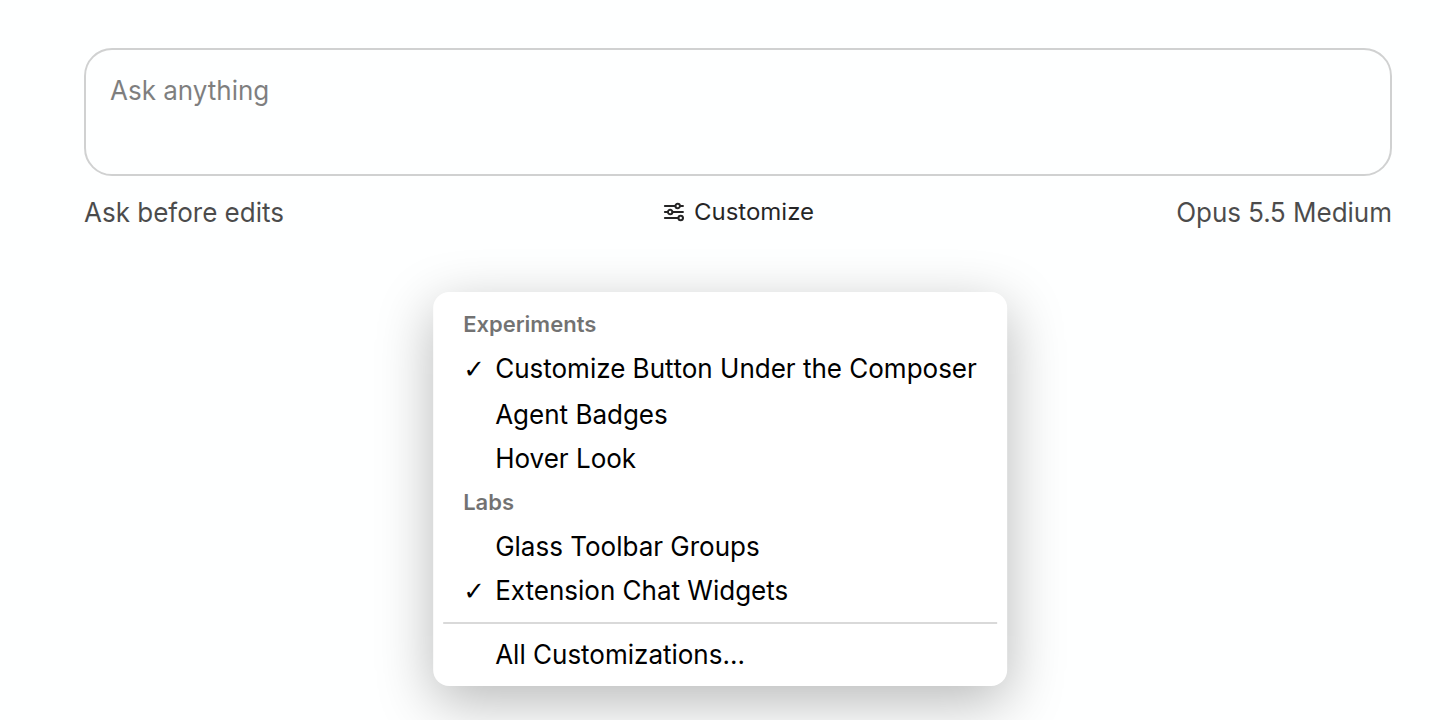 Ask anything
Ask before edits
Customize
Opus 5.5 Medium
Experiments
✓ Customize Button Under the Composer
Agent Badges
Hover Look
Labs
Glass Toolbar Groups
✓ Extension Chat Widgets
All Customizations...